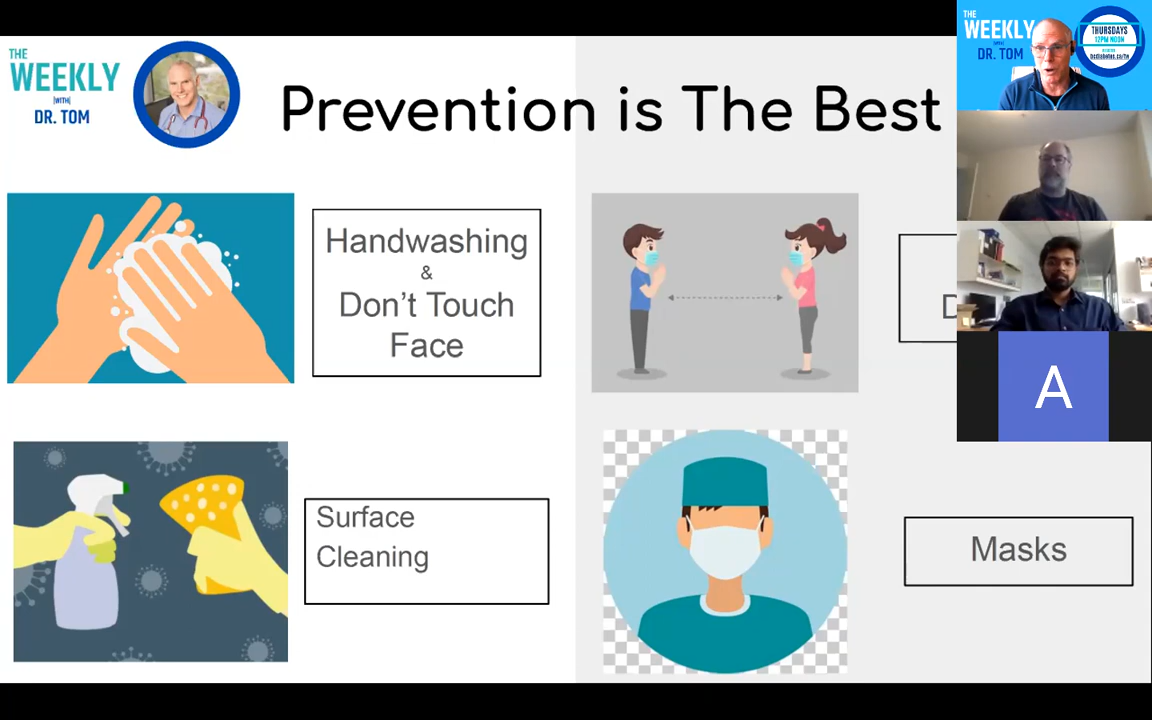 THE
WEEKLY
|WITH|
DR. TOM
Prevention is The Best
THE
WEEKLY
|WITH|
DR. TOM
THURSDAYS
12PM NOON
Handwashing
&
Don't Touch
Face
D
A
Surface
Cleaning
Masks